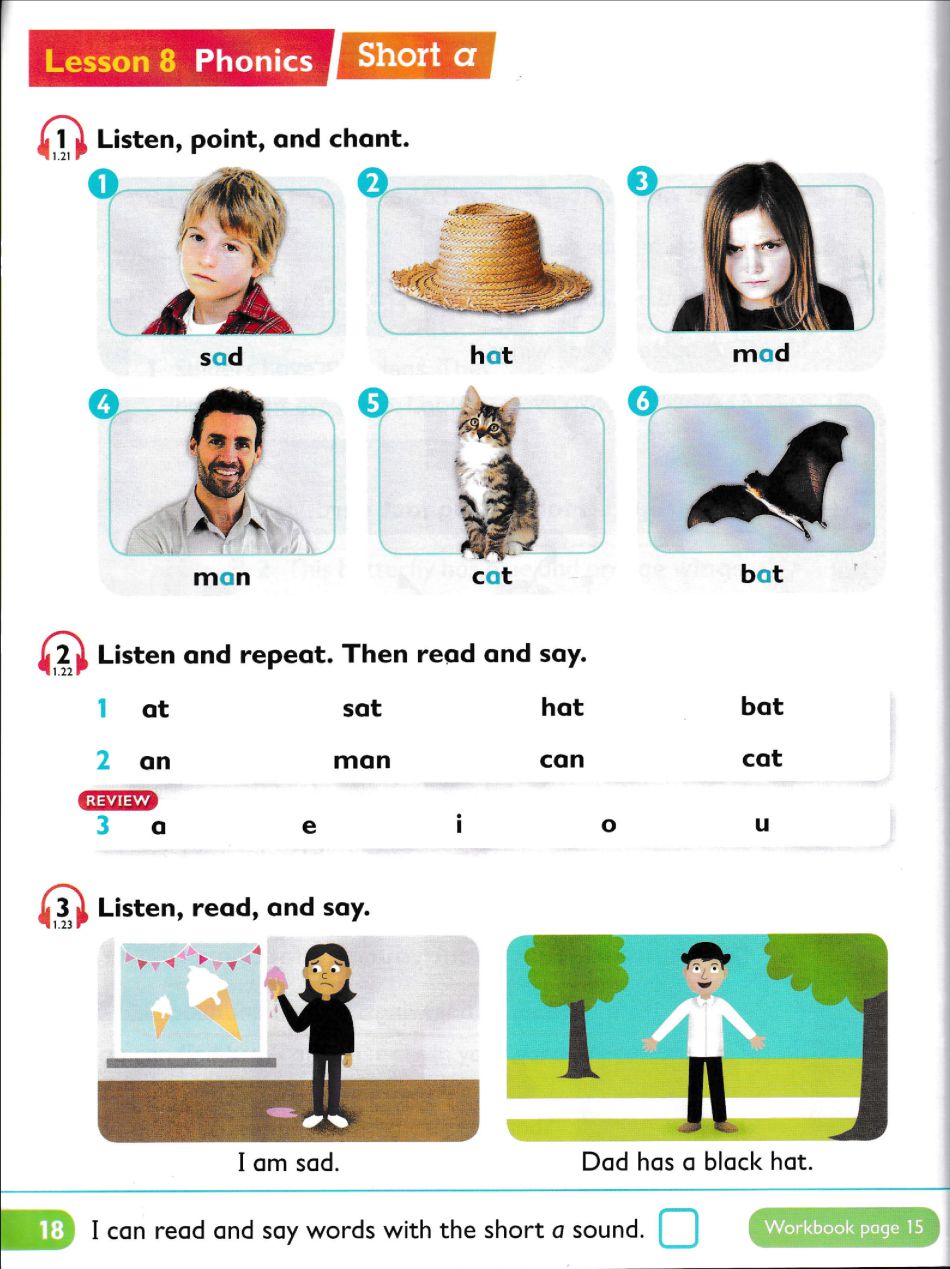 Lesson 8 Phonics Short a
1 Listen, point, and chant.
1.21
1 2 3
sad hat mad
4 5 6
man cat bat
2 Listen and repeat. Then read and say.
1.22
1 at sat hat bat
2 an man can cat
REVIEW
3 a e i o u
3 Listen, read, and say.
1.23
I am sad. Dad has a black hat.
18 I can read and say words with the short a sound. Workbook page 15